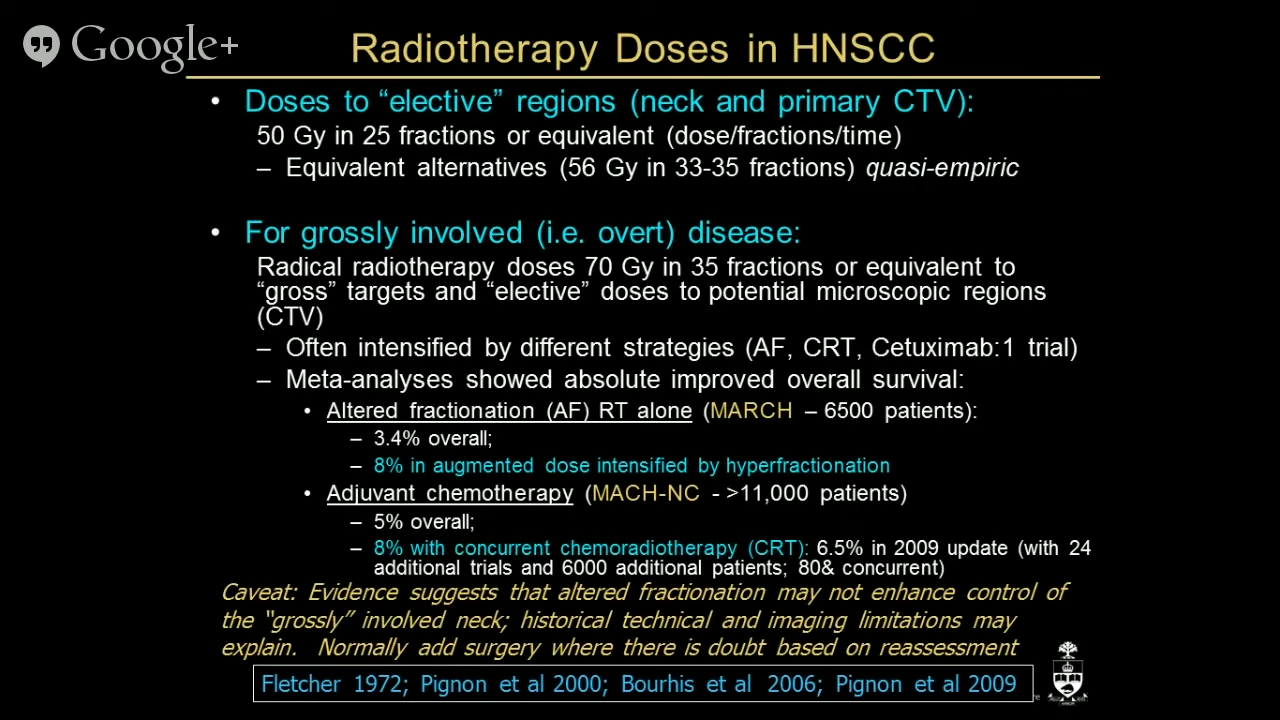 Google+
Radiotherapy Doses in HNSCC
• Doses to “elective” regions (neck and primary CTV):
50 Gy in 25 fractions or equivalent (dose/fractions/time)
– Equivalent alternatives (56 Gy in 33-35 fractions) quasi-empiric
• For grossly involved (i.e. overt) disease:
Radical radiotherapy doses 70 Gy in 35 fractions or equivalent to
“gross” targets and “elective” doses to potential microscopic regions
(CTV)
– Often intensified by different strategies (AF, CRT, Cetuximab:1 trial)
– Meta-analyses showed absolute improved overall survival:
• Altered fractionation (AF) RT alone (MARCH – 6500 patients):
– 3.4% overall;
– 8% in augmented dose intensified by hyperfractionation
• Adjuvant chemotherapy (MACH-NC - >11,000 patients)
– 5% overall;
– 8% with concurrent chemoradiotherapy (CRT): 6.5% in 2009 update (with 24
additional trials and 6000 additional patients; 80& concurrent)
Caveat: Evidence suggests that altered fractionation may not enhance control of
the “grossly” involved neck; historical technical and imaging limitations may
explain. Normally add surgery where there is doubt based on reassessment
Fletcher 1972; Pignon et al 2000; Bourhis et al 2006; Pignon et al 2009